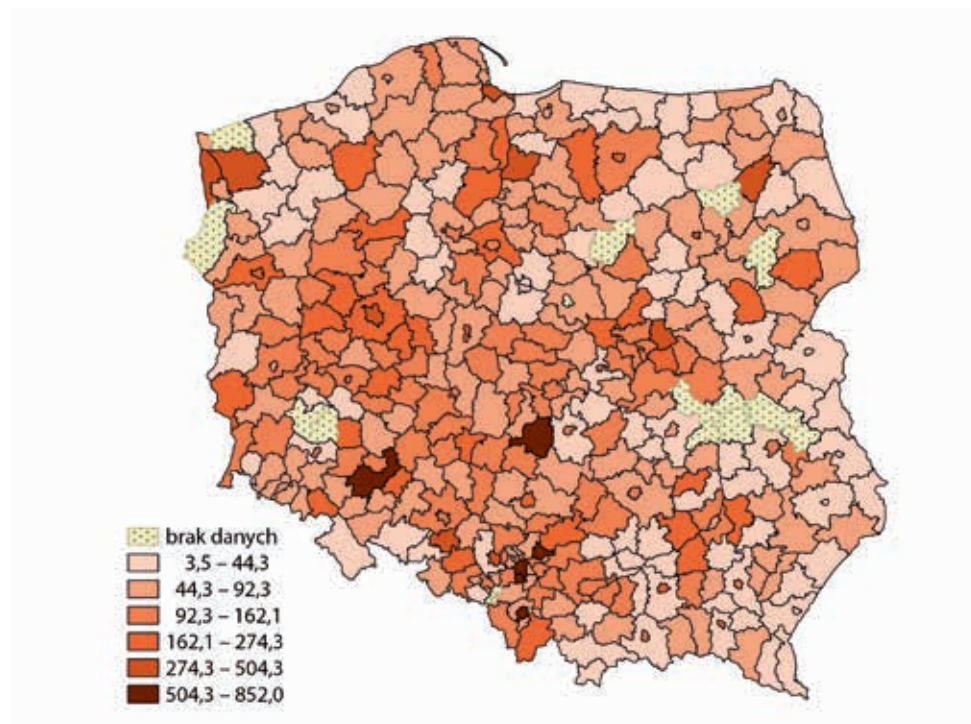 brak danych
3,5 – 44,3
44,3 – 92,3
92,3 – 162,1
162,1 – 274,3
274,3 – 504,3
504,3 – 852,0